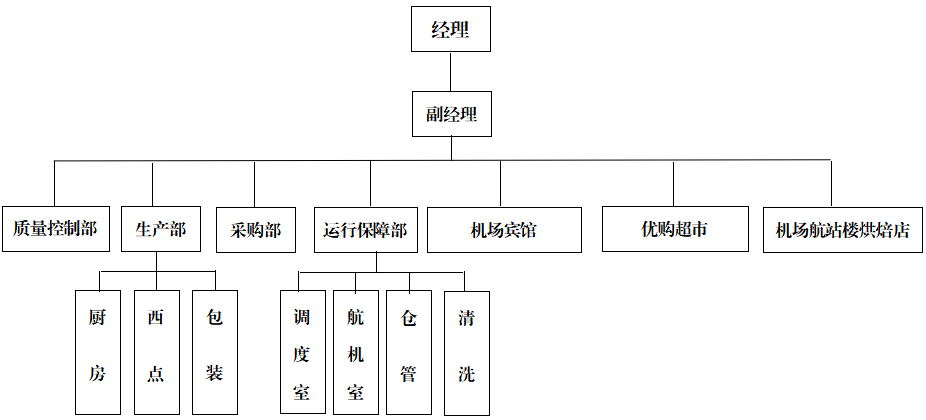 经理
副经理
质量控制部
生产部
采购部
运行保障部
机场宾馆
优购超市
机场航站楼烘焙店
厨房
西点
包装
调度室
航机室
仓管
清洗